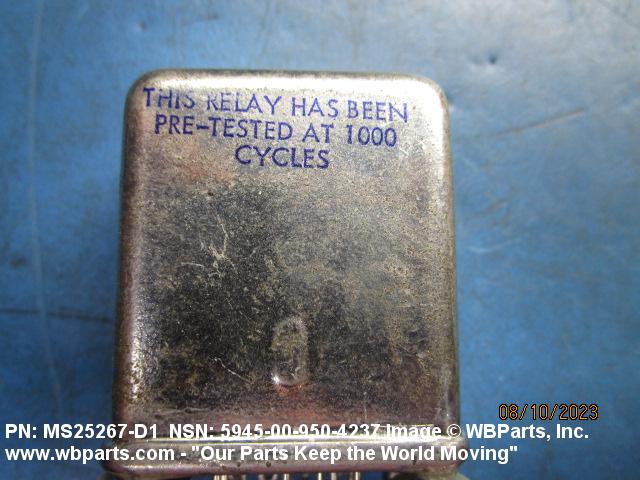 THIS RELAY HAS BEEN
PRE-TESTED AT 1000
CYCLES
08/10/2023
PN: MS25267-D1 NSN: 5945-00-950-4237 Image © WBParts, Inc.
www.wbparts.com - "Our Parts Keep the World Moving"